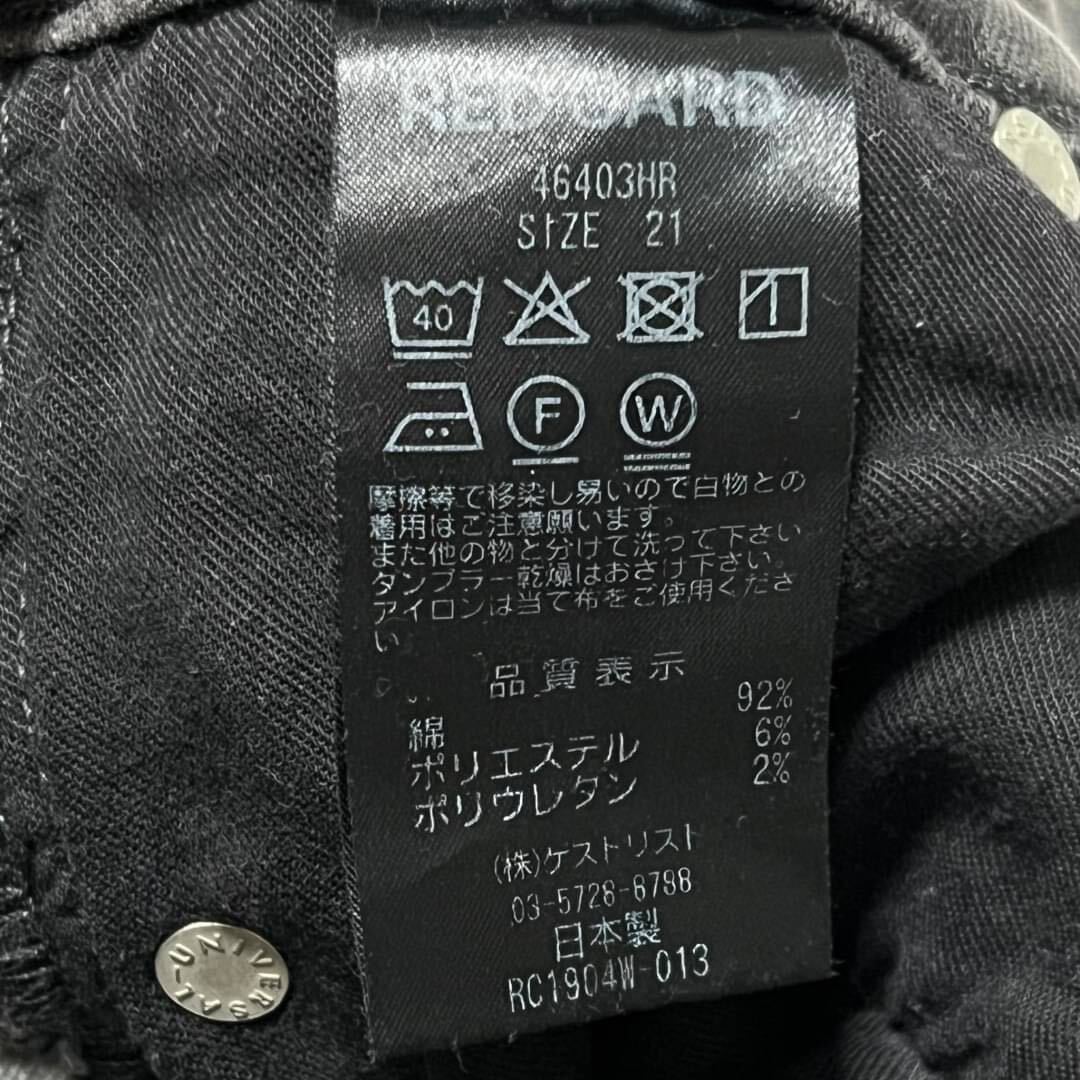 RED CARD
46403HR
SIZE 21
40
F
W
摩擦等で移染し易いので白物との
着用はご注意願います。
また他の物と分けて洗って下さい
タンブラー乾燥はおさけ下さい。
アイロンは当て布をご使用くださ
い
品質表示
綿 92%
ポリエステル 6%
ポリウレタン 2%
(株)ゲストリスト
03-5728-8788
日本製
RC1904W-013
UNIVERSAL